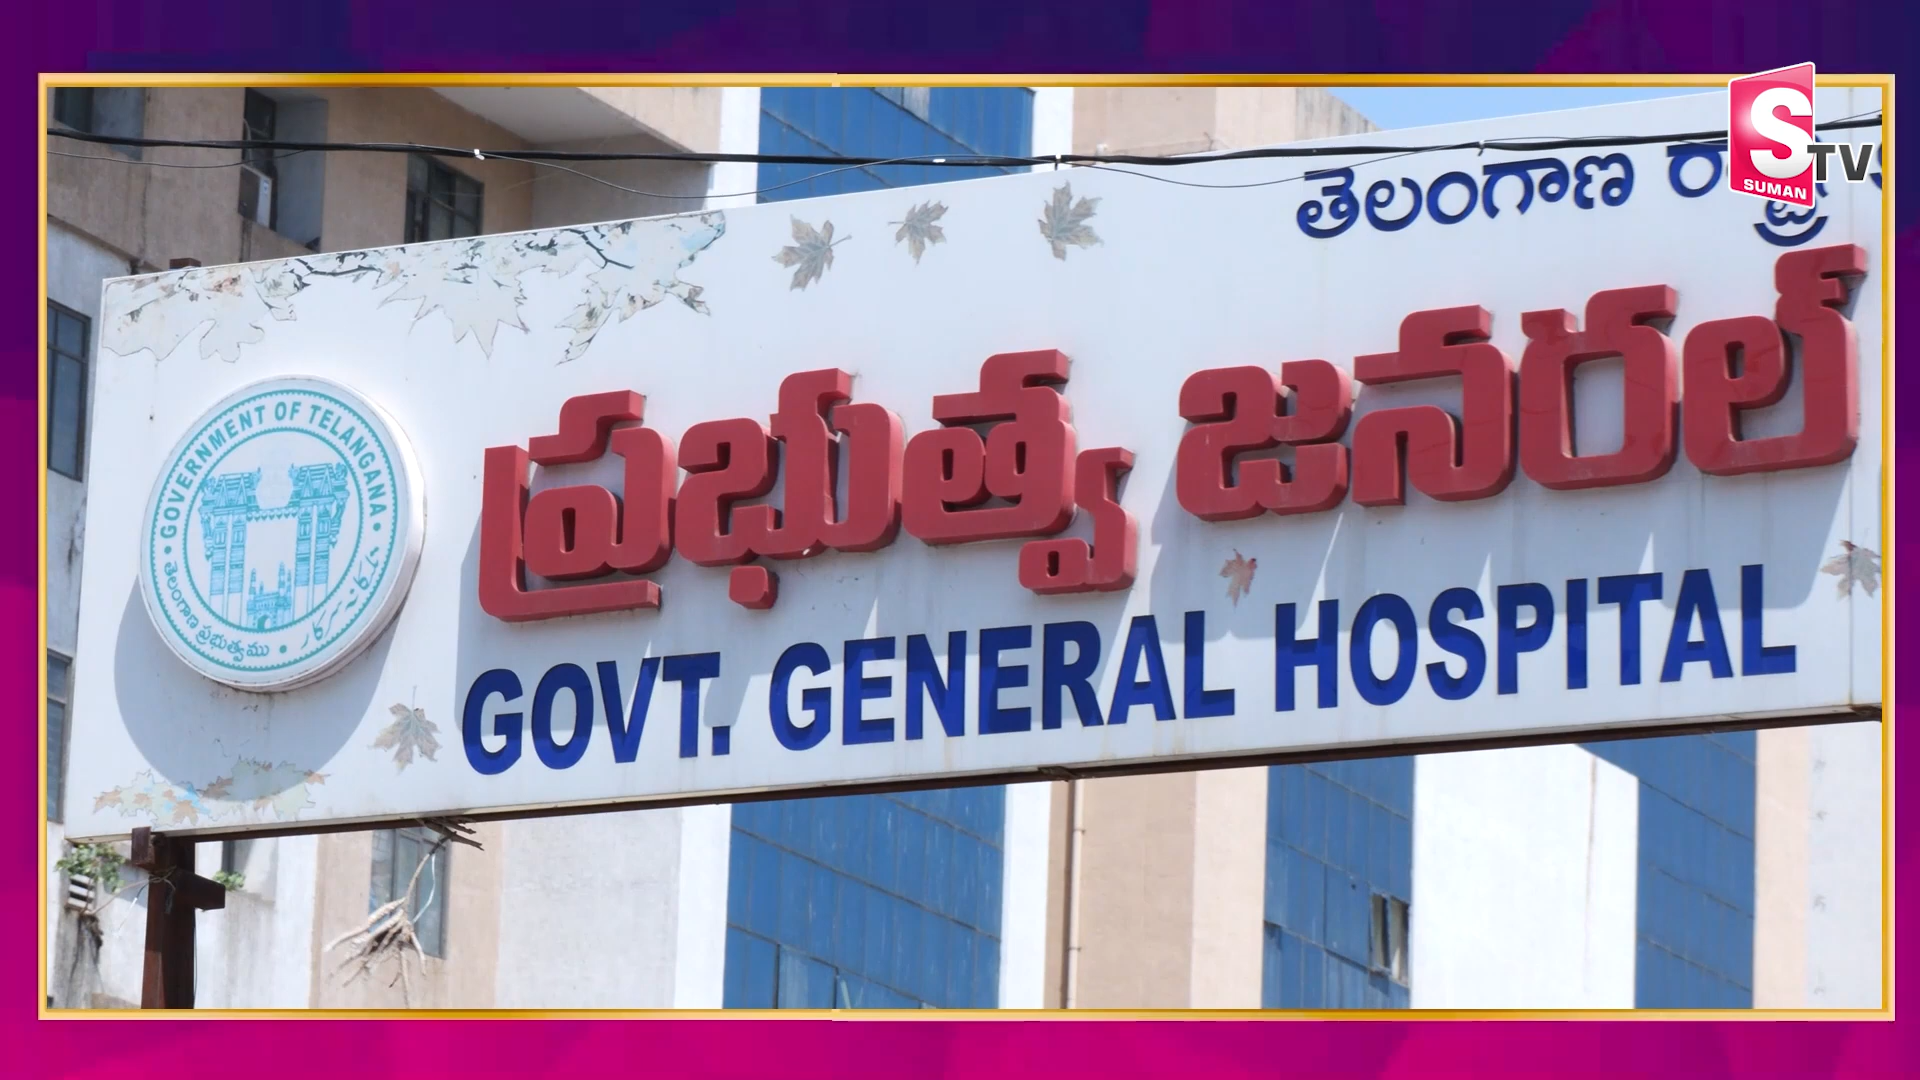 తెలంగాణ
ప్రభుత్వ జనరల్
GOVT. GENERAL HOSPITAL
GOVERNMENT OF TELANGANA
తెలంగాణ ప్రభుత్వము
S
SUMAN
TV